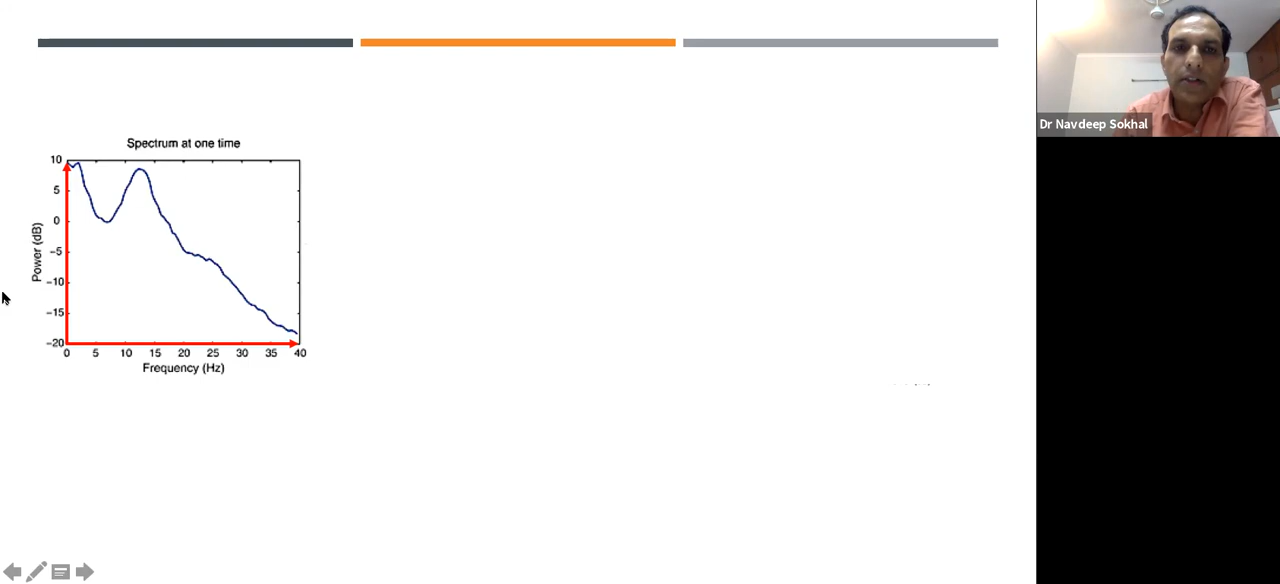 Dr Navdeep Sokhal
Spectrum at one time
Power (dB)
10
5
0
−5
−10
−15
−20
0 5 10 15 20 25 30 35 40
Frequency (Hz)